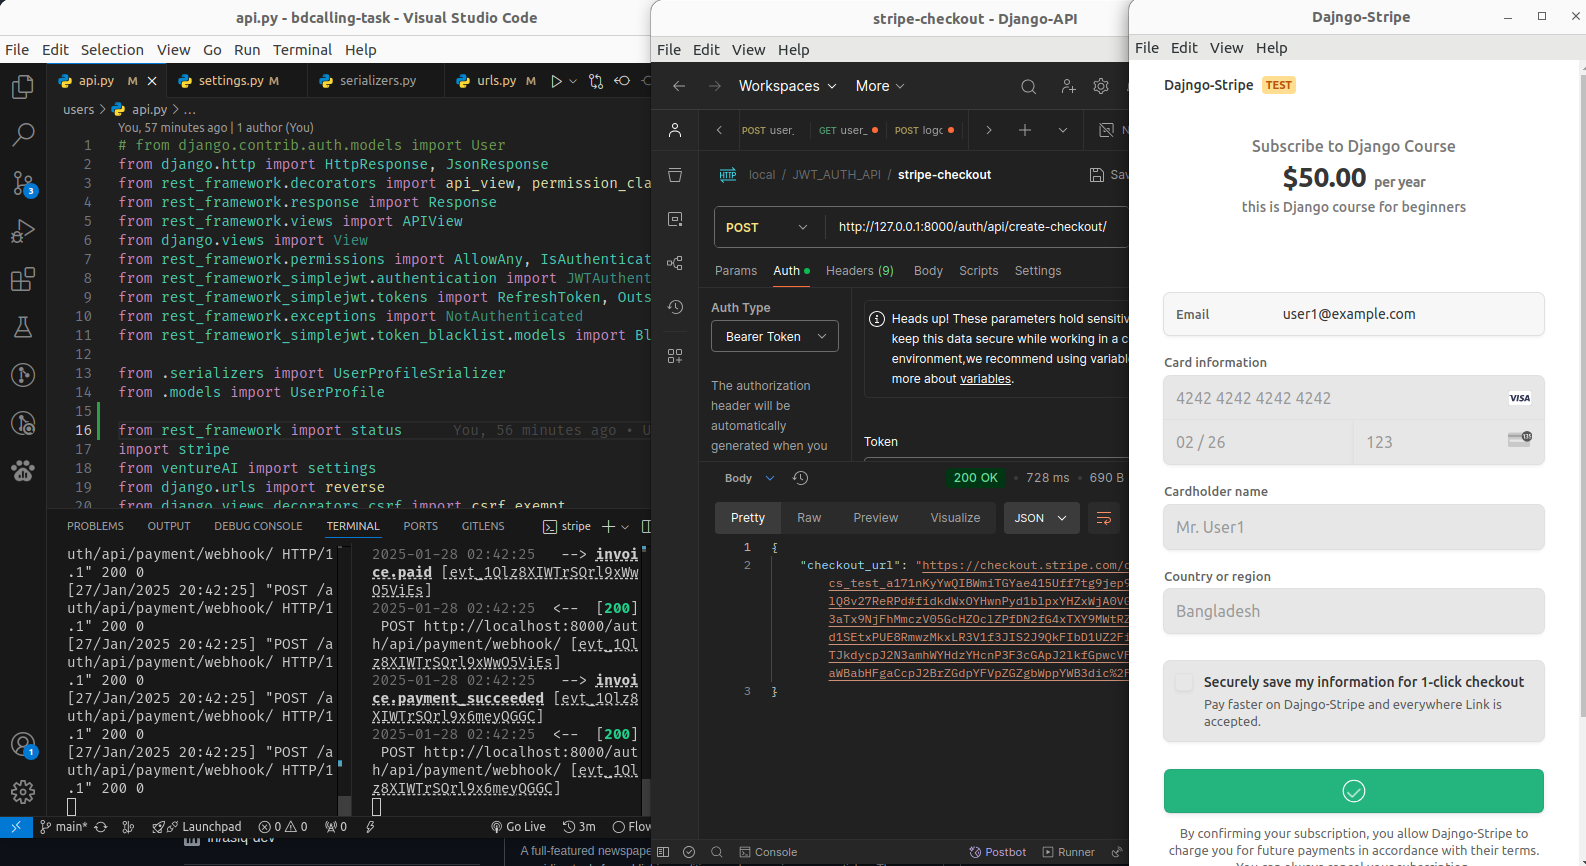 api.py - bdcalling-task - Visual Studio Code
File Edit Selection View Go Run Terminal Help
api.py M
settings.py M
serializers.py
urls.py M
users > api.py > ...
You, 57 minutes ago | 1 author (You)
1 # from django.contrib.auth.models import User
2 from django.http import HttpResponse, JsonResponse
3 from rest_framework.decorators import api_view, permission_cla
4 from rest_framework.response import Response
5 from rest_framework.views import APIView
6 from django.views import View
7 from rest_framework.permissions import AllowAny, IsAuthenticat
8 from rest_framework_simplejwt.authentication import JWTAuthent
9 from rest_framework_simplejwt.tokens import RefreshToken, Outs
10 from rest_framework.exceptions import NotAuthenticated
11 from rest_framework_simplejwt.token_blacklist.models import Bl
12
13 from .serializers import UserProfileSrializer
14 from .models import UserProfile
15
16 from rest_framework import status You, 56 minutes ago • U
17 import stripe
18 from ventureAI import settings
19 from django.urls import reverse
20 from django.views.decorators.csrf import csrf_exempt
3
1
PROBLEMS OUTPUT DEBUG CONSOLE TERMINAL PORTS GITLENS
stripe
uth/api/payment/webhook/ HTTP/1
.1" 200 0
[27/Jan/2025 20:42:25] "POST /a
uth/api/payment/webhook/ HTTP/1
.1" 200 0
[27/Jan/2025 20:42:25] "POST /a
uth/api/payment/webhook/ HTTP/1
.1" 200 0
[27/Jan/2025 20:42:25] "POST /a
uth/api/payment/webhook/ HTTP/1
.1" 200 0
[27/Jan/2025 20:42:25] "POST /a
uth/api/payment/webhook/ HTTP/1
.1" 200 0
2025-01-28 02:42:25 --> invoi
ce.paid [evt_1Qlz8XIWTrSQrl9xWw
O5ViEs]
2025-01-28 02:42:25 <-- [200]
POST http://localhost:8000/aut
h/api/payment/webhook/ [evt_1Ql
z8XIWTrSQrl9xWwO5ViEs]
2025-01-28 02:42:25 --> invoi
ce.payment_succeeded [evt_1Qlz8
XIWTrSQrl9x6meyQGGC]
2025-01-28 02:42:25 <-- [200]
POST http://localhost:8000/aut
h/api/payment/webhook/ [evt_1Ql
z8XIWTrSQrl9x6meyQGGC]
main* Launchpad 0 0 0 Go Live 3m Flow
A full-featured newspape
stripe-checkout - Django-API
File Edit View Help
Workspaces More
POST user. GET user_ POST logo
N
HTTP local / JWT_AUTH_API / stripe-checkout
Sav
POST http://127.0.0.1:8000/auth/api/create-checkout/
Params Auth Headers (9) Body Scripts Settings
Auth Type
Bearer Token
The authorization
header will be
automatically
generated when you
Heads up! These parameters hold sensitiv
keep this data secure while working in a c
environment,we recommend using variabl
more about variables.
Token
Body 200 OK • 728 ms • 690 B
Pretty Raw Preview Visualize JSON
1 {
2 "checkout_url": "https://checkout.stripe.com/c
cs_test_a171nKyYwQIBWmiTGYae415Uff7tg9jep9
lQ8v27ReRPd#fidkdWxOYHwnPyd1blpxYHZxWjA0VG
3aTx9NjFhMmczV05GcHZOclZPfDN2fG4xTXY9MWtRZ
d1SEtxPUE8RmwzMkxLR3V1f3JIS2J9QkFIbD1UZ2Fi
TJkdycpJ2N3amhWYHdzYHcnP3F3cGApJ2lkfGpwcVF
aWBabHFgaCcpJ2BrZGdpYFVpZGZgbWppYWB3dic%2F
3 }
Console Postbot Runner
Dajngo-Stripe
File Edit View Help
Dajngo-Stripe TEST
Subscribe to Django Course
$50.00 per year
this is Django course for beginners
Email user1@example.com
Card information
4242 4242 4242 4242 VISA
02 / 26 123
Cardholder name
Mr. User1
Country or region
Bangladesh
Securely save my information for 1-click checkout
Pay faster on Dajngo-Stripe and everywhere Link is
accepted.
By confirming your subscription, you allow Dajngo-Stripe to
charge you for future payments in accordance with their terms.
You can always cancel your subscription.